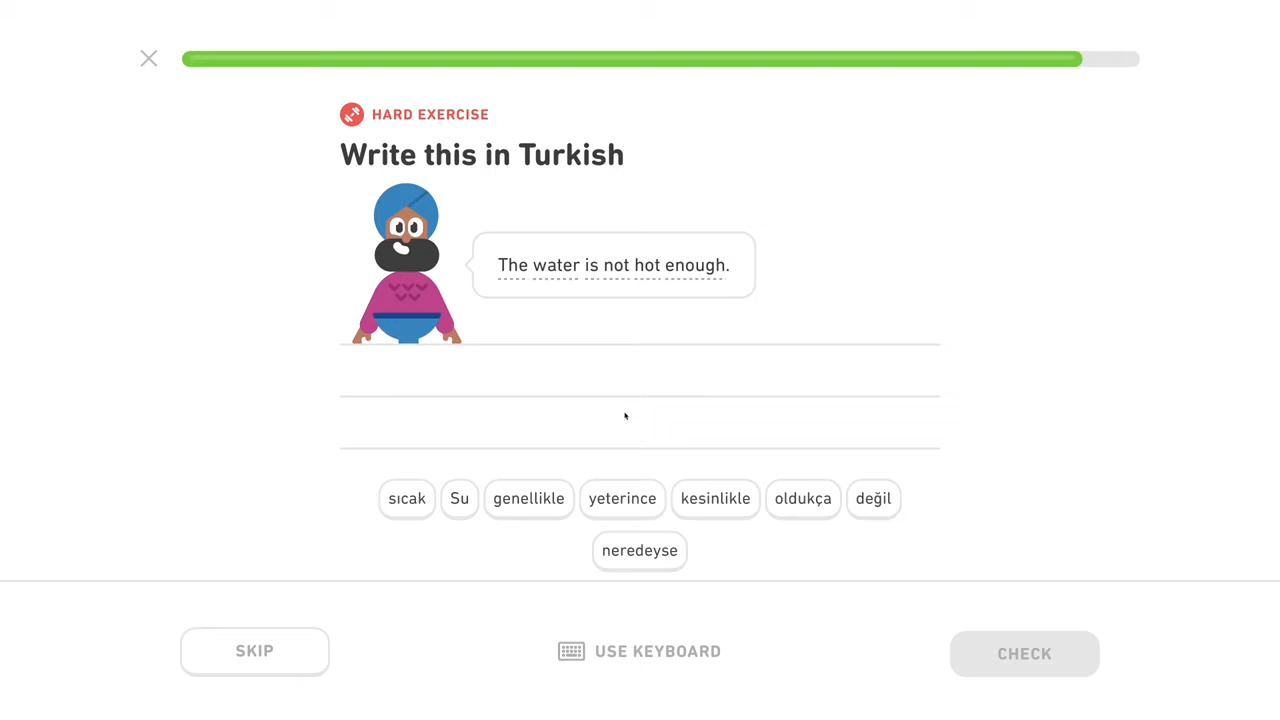 HARD EXERCISE
Write this in Turkish
The water is not hot enough.
sıcak Su genellikle yeterince kesinlikle oldukça değil
neredeyse
SKIP USE KEYBOARD CHECK